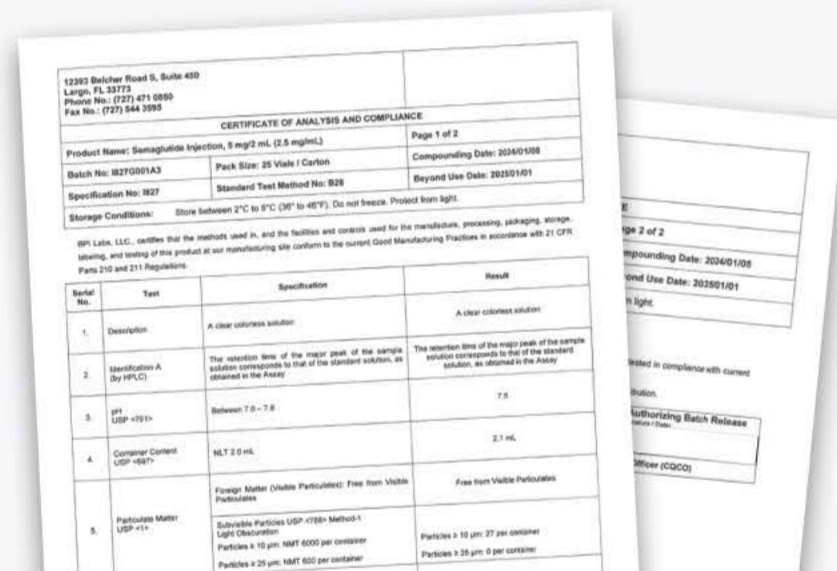 12393 Belcher Road S, Suite 450
Largo, FL 33773
Phone No.: (727) 471 0850
Fax No.: (727) 544 3595
CERTIFICATE OF ANALYSIS AND COMPLIANCE
Product Name: Semaglutide Injection, 5 mg/2 mL (2.5 mg/mL)
Page 1 of 2
Batch No: I827G001A3
Pack Size: 25 Vials / Carton
Compounding Date: 2024/01/08
Specification No: I827
Standard Test Method No: B28
Beyond Use Date: 2025/01/01
Storage Conditions: Store between 2°C to 8°C (36° to 46°F). Do not freeze. Protect from light.
BPI Labs, LLC., certifies that the methods used in, and the facilities and controls used for the manufacture, processing, packaging, storage,
labeling, and testing of this product at our manufacturing site conform to the current Good Manufacturing Practices in accordance with 21 CFR
Parts 210 and 211 Regulations.
Serial
No.
Test
Specification
Result
1.
Description
A clear colorless solution
A clear colorless solution
2.
Identification A
(by HPLC)
The retention time of the major peak of the sample
solution corresponds to that of the standard solution, as
obtained in the Assay
The retention time of the major peak of the sample
solution corresponds to that of the standard
solution, as obtained in the Assay
3.
pH
USP <791>
Between 7.0 – 7.8
7.5
4.
Container Content
USP <697>
NLT 2.0 mL
2.1 mL
5.
Particulate Matter
USP <1>
Foreign Matter (Visible Particulates): Free from Visible
Particulates
Free from Visible Particulates
Subvisible Particles USP <788> Method-1
Light Obscuration
Particles ≥ 10 µm: NMT 6000 per container
Particles ≥ 25 µm: NMT 600 per container
Particles ≥ 10 µm: 27 per container
Particles ≥ 25 µm: 0 per container
E
ge 2 of 2
mpounding Date: 2024/01/08
ond Use Date: 2025/01/01
m light.
tested in compliance with current
ibution.
Authorizing Batch Release
Officer (CQCO)